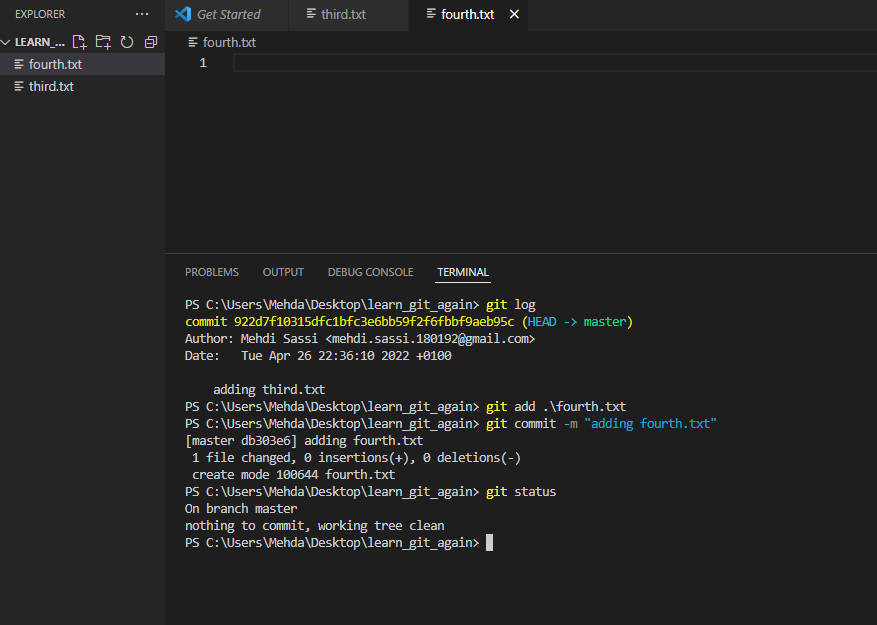 EXPLORER
LEARN_...
fourth.txt
third.txt
Get Started
third.txt
fourth.txt
fourth.txt
1
PROBLEMS OUTPUT DEBUG CONSOLE TERMINAL
PS C:\Users\Mehda\Desktop\learn_git_again> git log
commit 922d7f10315dfc1bfc3e6bb59f2f6fbbf9aeb95c (HEAD -> master)
Author: Mehdi Sassi <mehdi.sassi.180192@gmail.com>
Date:   Tue Apr 26 22:36:10 2022 +0100
    adding third.txt
PS C:\Users\Mehda\Desktop\learn_git_again> git add .\fourth.txt
PS C:\Users\Mehda\Desktop\learn_git_again> git commit -m "adding fourth.txt"
[master db303e6] adding fourth.txt
 1 file changed, 0 insertions(+), 0 deletions(-)
 create mode 100644 fourth.txt
PS C:\Users\Mehda\Desktop\learn_git_again> git status
On branch master
nothing to commit, working tree clean
PS C:\Users\Mehda\Desktop\learn_git_again>